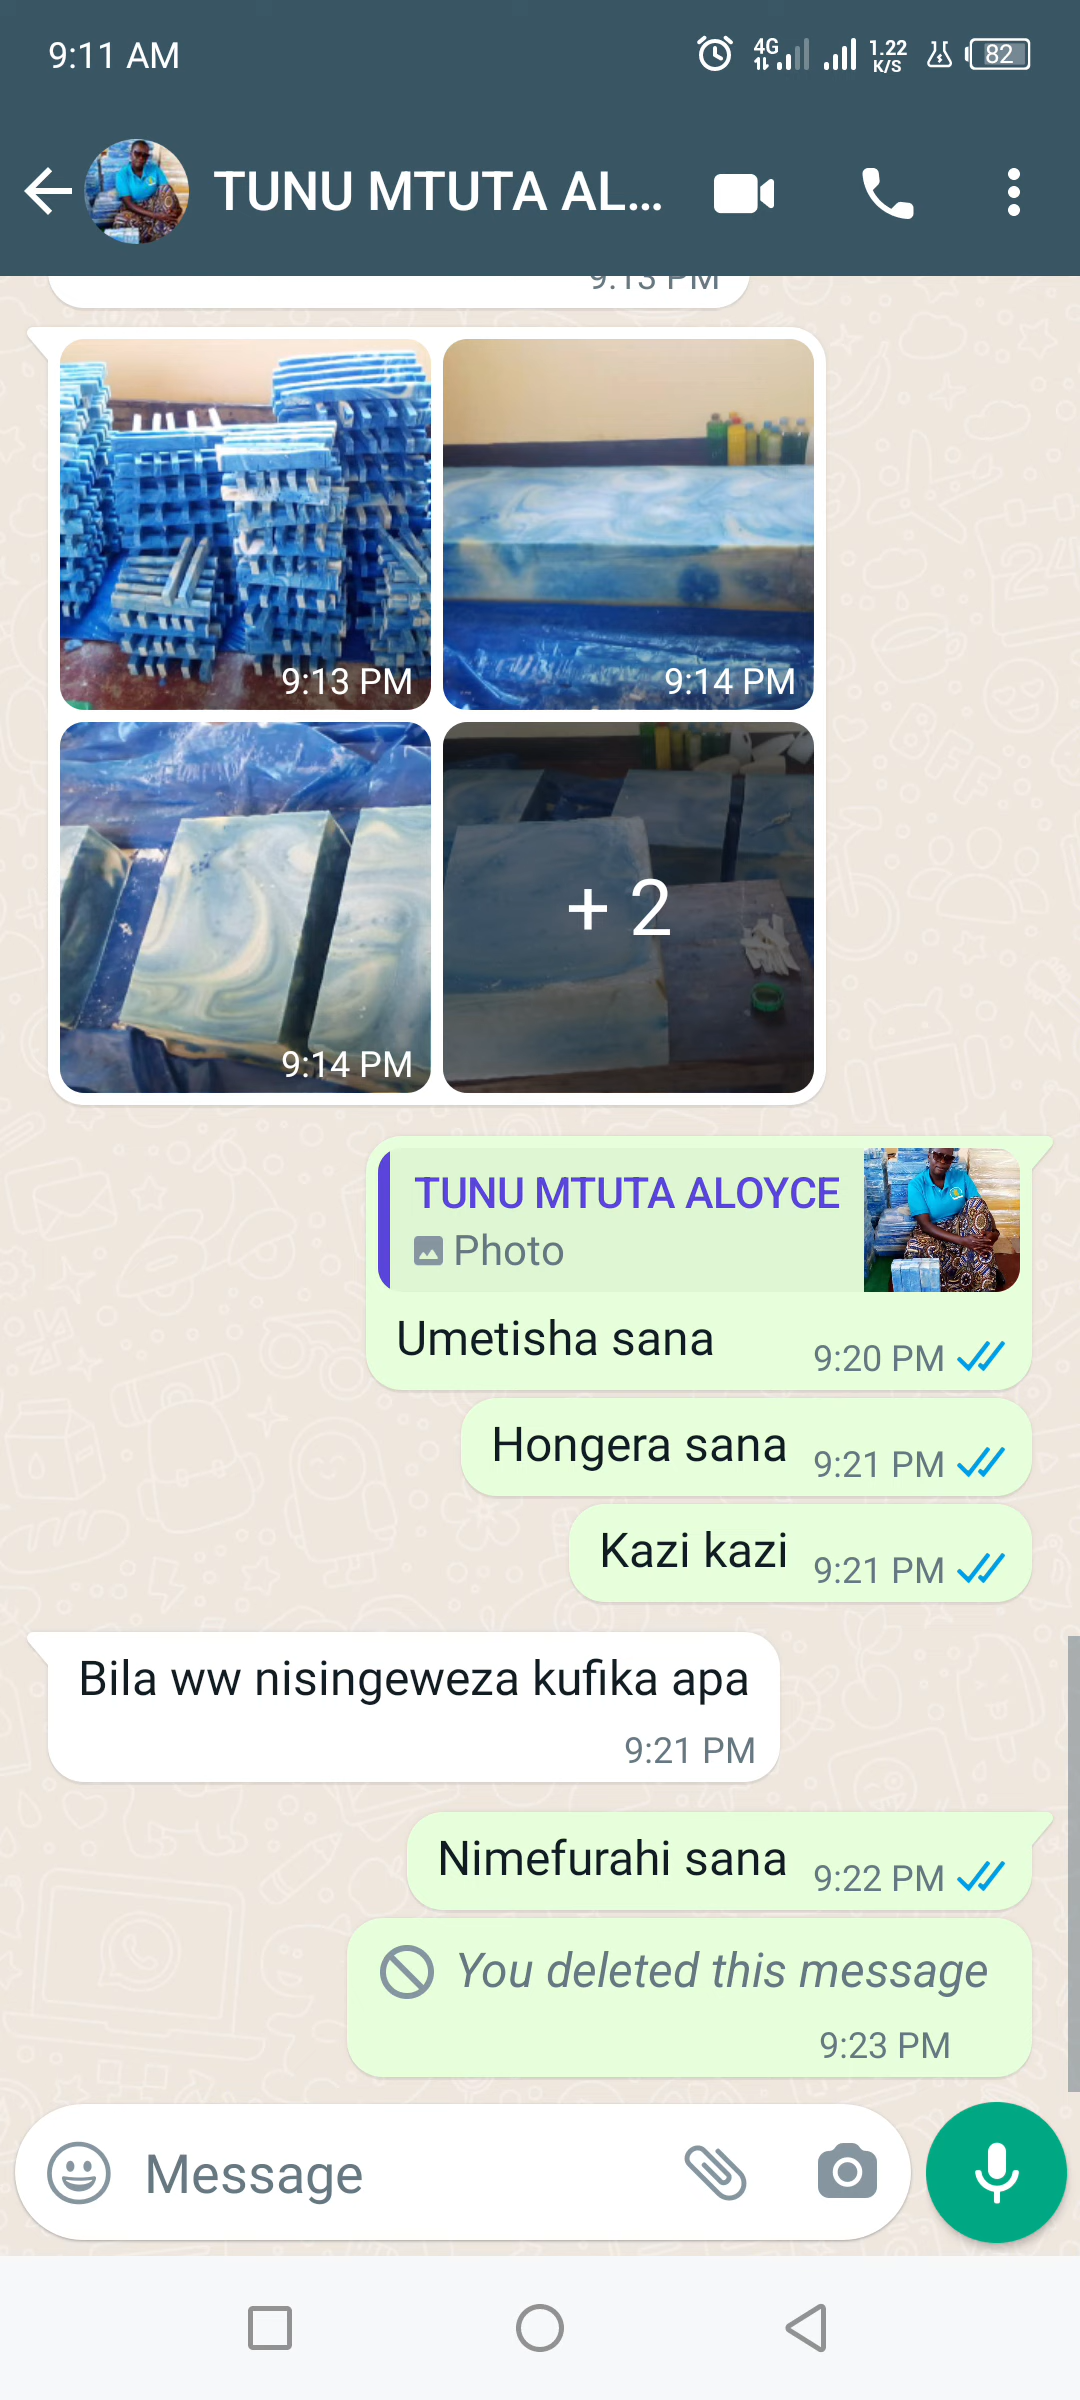 9:11 AM
4G
1.22
K/S
82
TUNU MTUTA AL...
9:13 PM
9:13 PM
9:14 PM
9:14 PM
+ 2
TUNU MTUTA ALOYCE
Photo
Umetisha sana
9:20 PM
Hongera sana
9:21 PM
Kazi kazi
9:21 PM
Bila ww nisingeweza kufika apa
9:21 PM
Nimefurahi sana
9:22 PM
You deleted this message
9:23 PM
Message